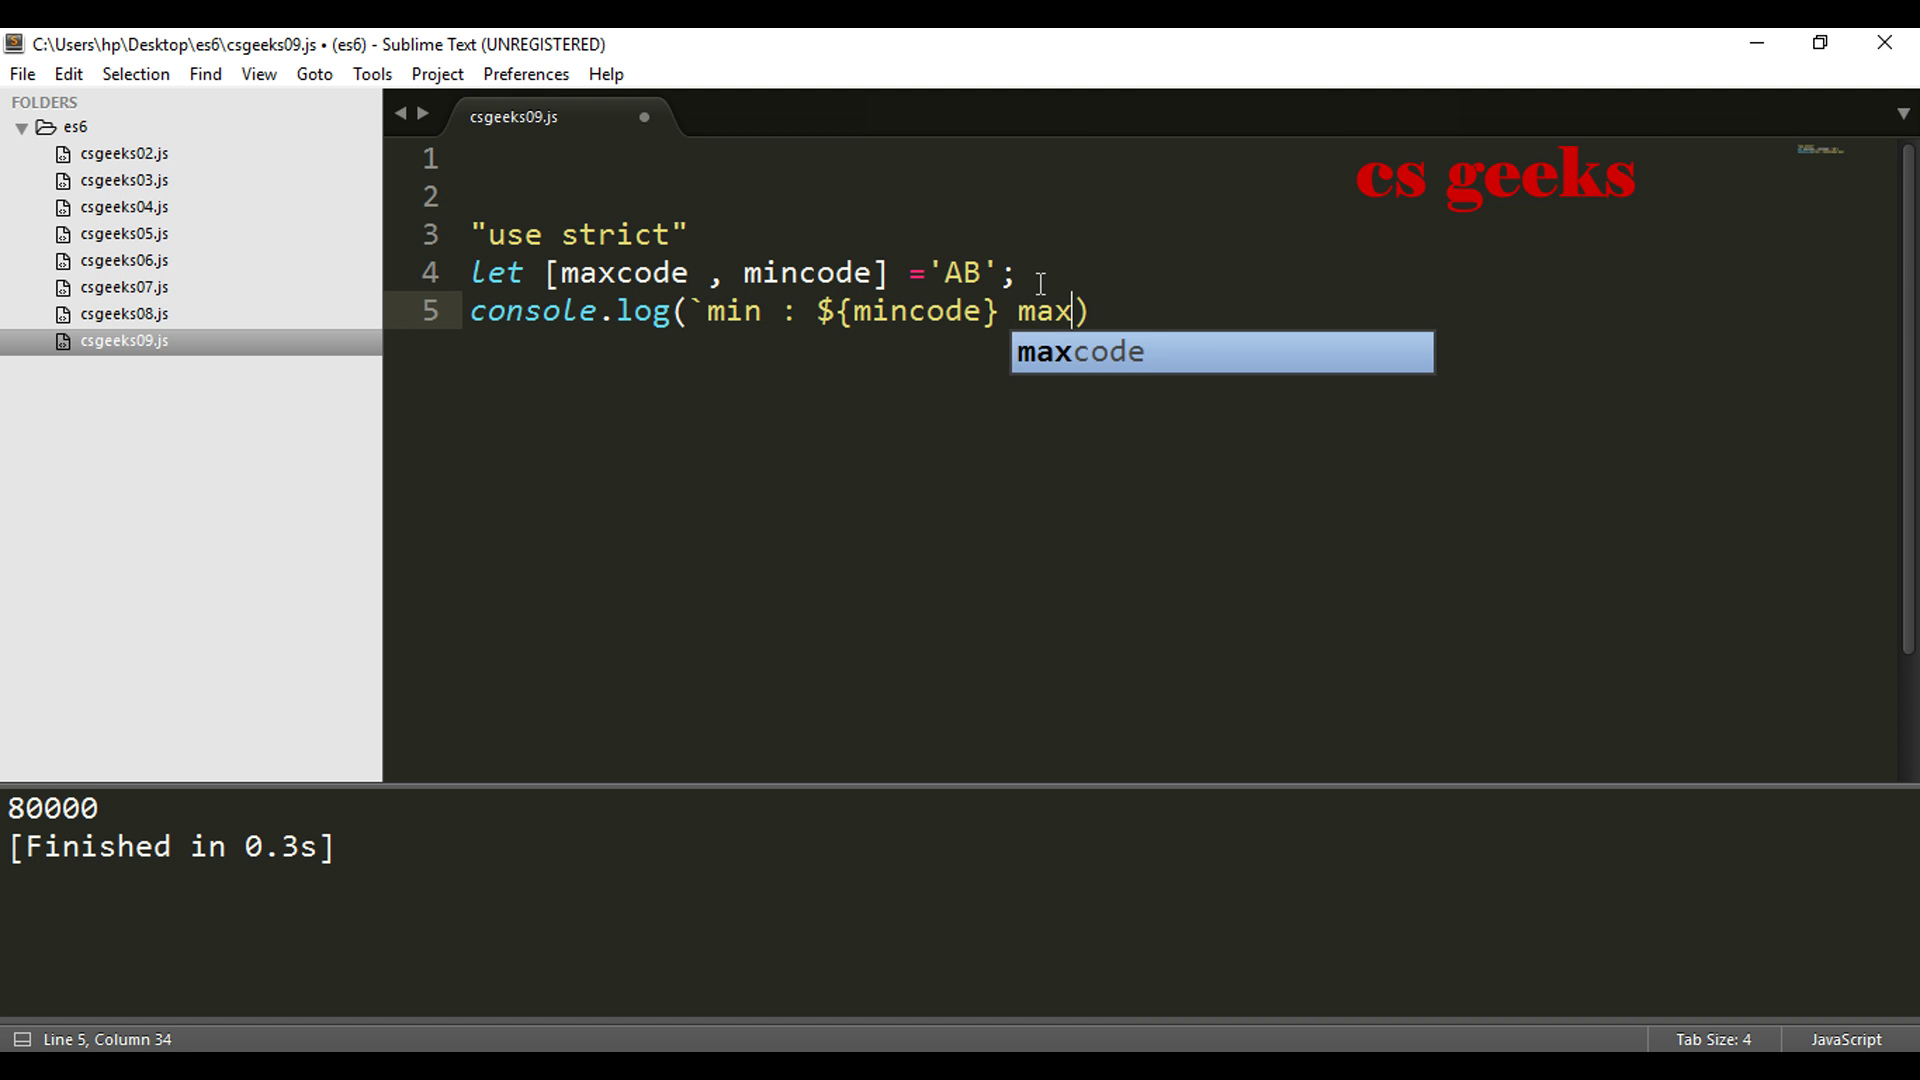 C:\Users\hp\Desktop\es6\csgeeks09.js • (es6) - Sublime Text (UNREGISTERED)
File Edit Selection Find View Goto Tools Project Preferences Help
FOLDERS
es6
csgeeks02.js
csgeeks03.js
csgeeks04.js
csgeeks05.js
csgeeks06.js
csgeeks07.js
csgeeks08.js
csgeeks09.js
csgeeks09.js
cs geeks
1
2
3 "use strict"
4 let [maxcode , mincode] ='AB';
5 console.log(`min : ${mincode} max)
maxcode
80000
[Finished in 0.3s]
Line 5, Column 34
Tab Size: 4
JavaScript